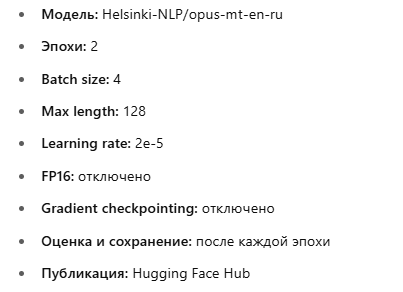 • Модель: Helsinki-NLP/opus-mt-en-ru
• Эпохи: 2
• Batch size: 4
• Max length: 128
• Learning rate: 2e-5
• FP16: отключено
• Gradient checkpointing: отключено
• Оценка и сохранение: после каждой эпохи
• Публикация: Hugging Face Hub